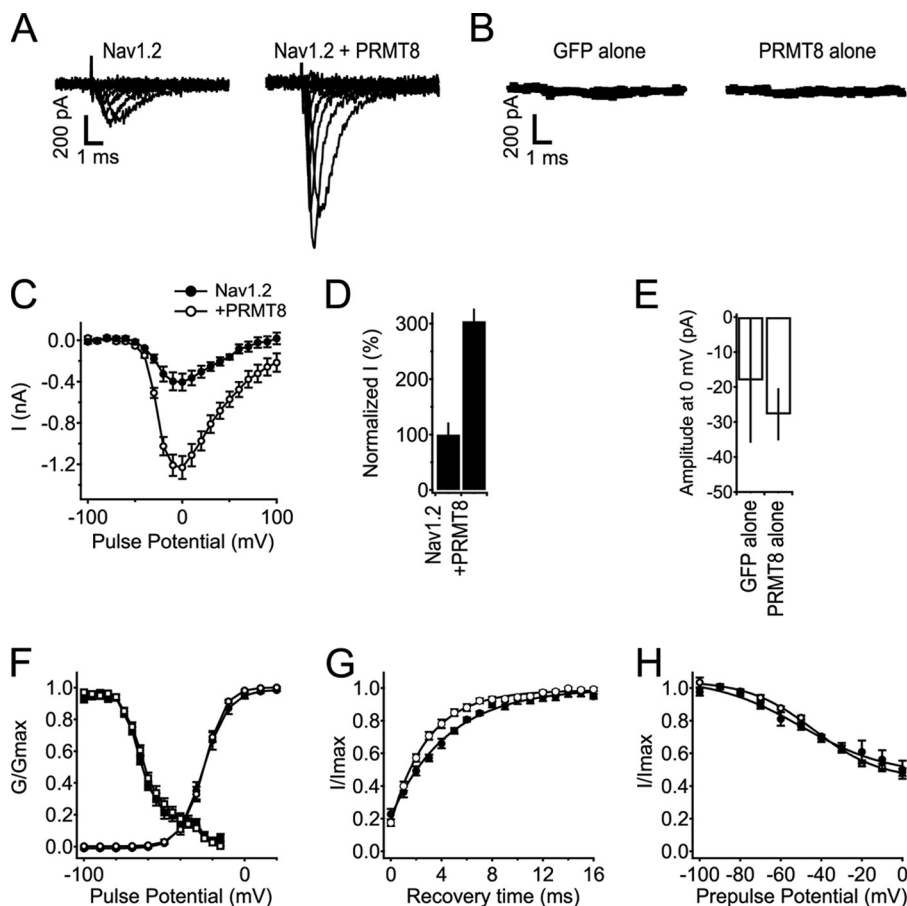 A
Nav1.2
Nav1.2 + PRMT8
200 pA
1 ms
B
GFP alone
PRMT8 alone
200 pA
1 ms
C
Nav1.2
+PRMT8
0.0
-0.4
-0.8
-1.2
I (nA)
-100 0 100
Pulse Potential (mV)
D
300
200
100
0
Normalized I (%)
Nav1.2
+PRMT8
E
0
-10
-20
-30
-40
-50
Amplitude at 0 mV (pA)
GFP alone
PRMT8 alone
F
1.0
0.8
0.6
0.4
0.2
0.0
G/Gmax
-100 0
Pulse Potential (mV)
G
1.0
0.8
0.6
0.4
0.2
0.0
I/Imax
0 4 8 12 16
Recovery time (ms)
H
1.0
0.8
0.6
0.4
0.2
0.0
I/Imax
-100 -80 -60 -40 -20 0
Prepulse Potential (mV)